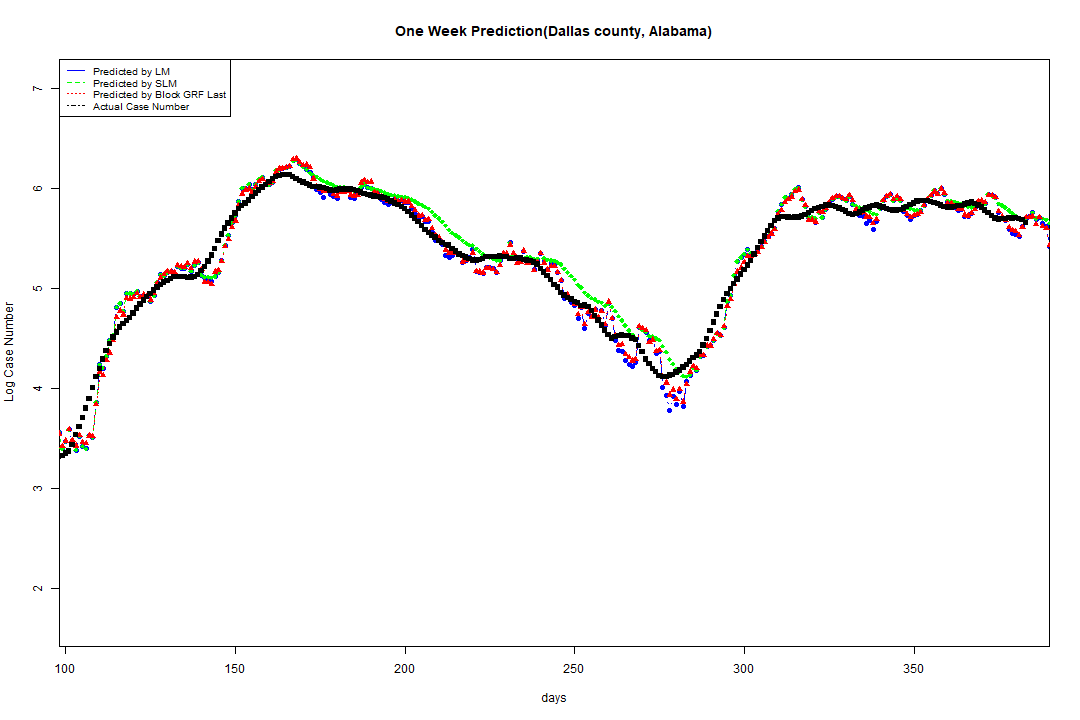 One Week Prediction(Dallas county, Alabama)
Predicted by LM
Predicted by SLM
Predicted by Block GRF Last
Actual Case Number
7
6
5
4
3
2
Log Case Number
100 150 200 250 300 350
days